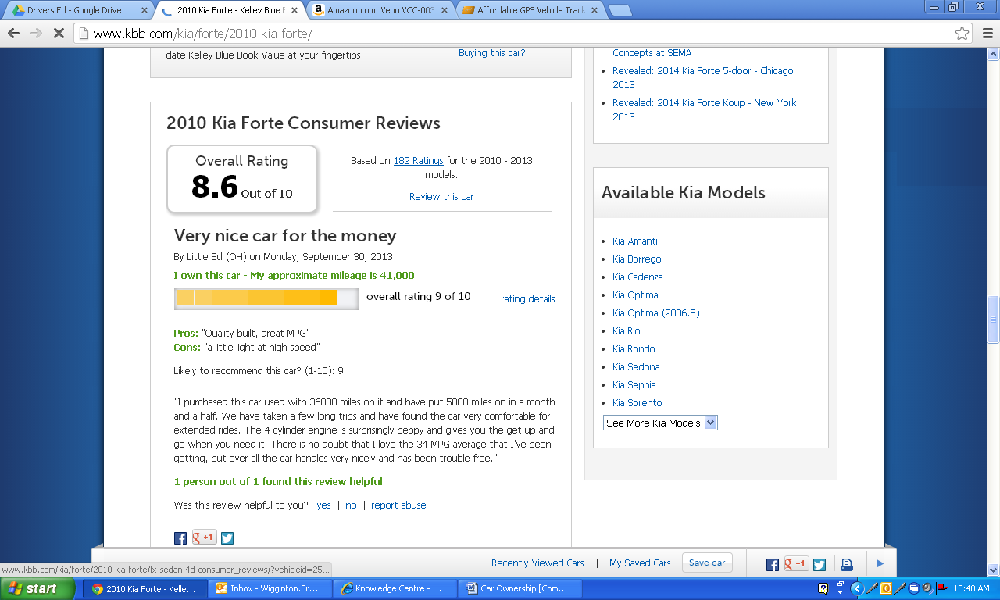 Drivers Ed - Google Drive
2010 Kia Forte - Kelley Blue B
Amazon.com: Veho VCC-003
Affordable GPS Vehicle Track
www.kbb.com/kia/forte/2010-kia-forte/
date Kelley Blue Book Value at your fingertips.
Buying this car?
2010 Kia Forte Consumer Reviews
Overall Rating
8.6 Out of 10
Based on 182 Ratings for the 2010 - 2013
models.
Review this car
Very nice car for the money
By Little Ed (OH) on Monday, September 30, 2013
I own this car - My approximate mileage is 41,000
overall rating 9 of 10
rating details
Pros: "Quality built, great MPG"
Cons: "a little light at high speed"
Likely to recommend this car? (1-10): 9
"I purchased this car used with 36000 miles on it and have put 5000 miles on in a month
and a half. We have taken a few long trips and have found the car very comfortable for
extended rides. The 4 cylinder engine is surprisingly peppy and gives you the get up and
go when you need it. There is no doubt that I love the 34 MPG average that I've been
getting, but over all the car handles very nicely and has been trouble free."
1 person out of 1 found this review helpful
Was this review helpful to you? yes | no | report abuse
g +1
Concepts at SEMA
Revealed: 2014 Kia Forte 5-door - Chicago
2013
Revealed: 2014 Kia Forte Koup - New York
2013
Available Kia Models
Kia Amanti
Kia Borrego
Kia Cadenza
Kia Optima
Kia Optima (2006.5)
Kia Rio
Kia Rondo
Kia Sedona
Kia Sephia
Kia Sorento
See More Kia Models
Recently Viewed Cars | My Saved Cars
Save car
g +1
www.kbb.com/kia/forte/2010-kia-forte/lx-sedan-4d-consumer_reviews/?vehicleid=25...
start
2010 Kia Forte - Kelle...
Inbox - Wigginton.Br...
Knowledge Centre - ...
Car Ownership [Com...
10:48 AM